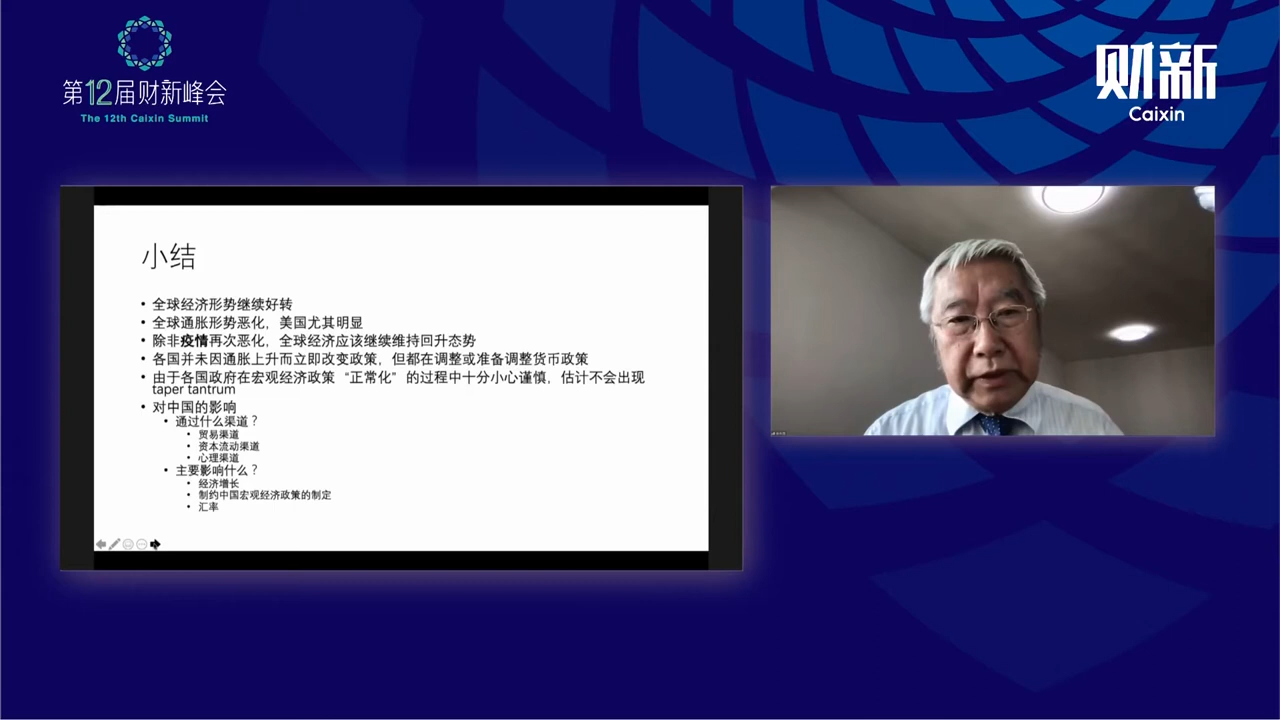 第12届财新峰会
The 12th Caixin Summit
财新
Caixin
小结
• 全球经济形势继续好转
• 全球通胀形势恶化，美国尤其明显
• 除非疫情再次恶化，全球经济应该继续维持回升态势
• 各国并未因通胀上升而立即改变政策，但都在调整或准备调整货币政策
• 由于各国政府在宏观经济政策“正常化”的过程中十分小心谨慎，估计不会出现
taper tantrum
• 对中国的影响
• 通过什么渠道？
• 贸易渠道
• 资本流动渠道
• 心理渠道
• 主要影响什么？
• 经济增长
• 制约中国宏观经济政策的制定
• 汇率